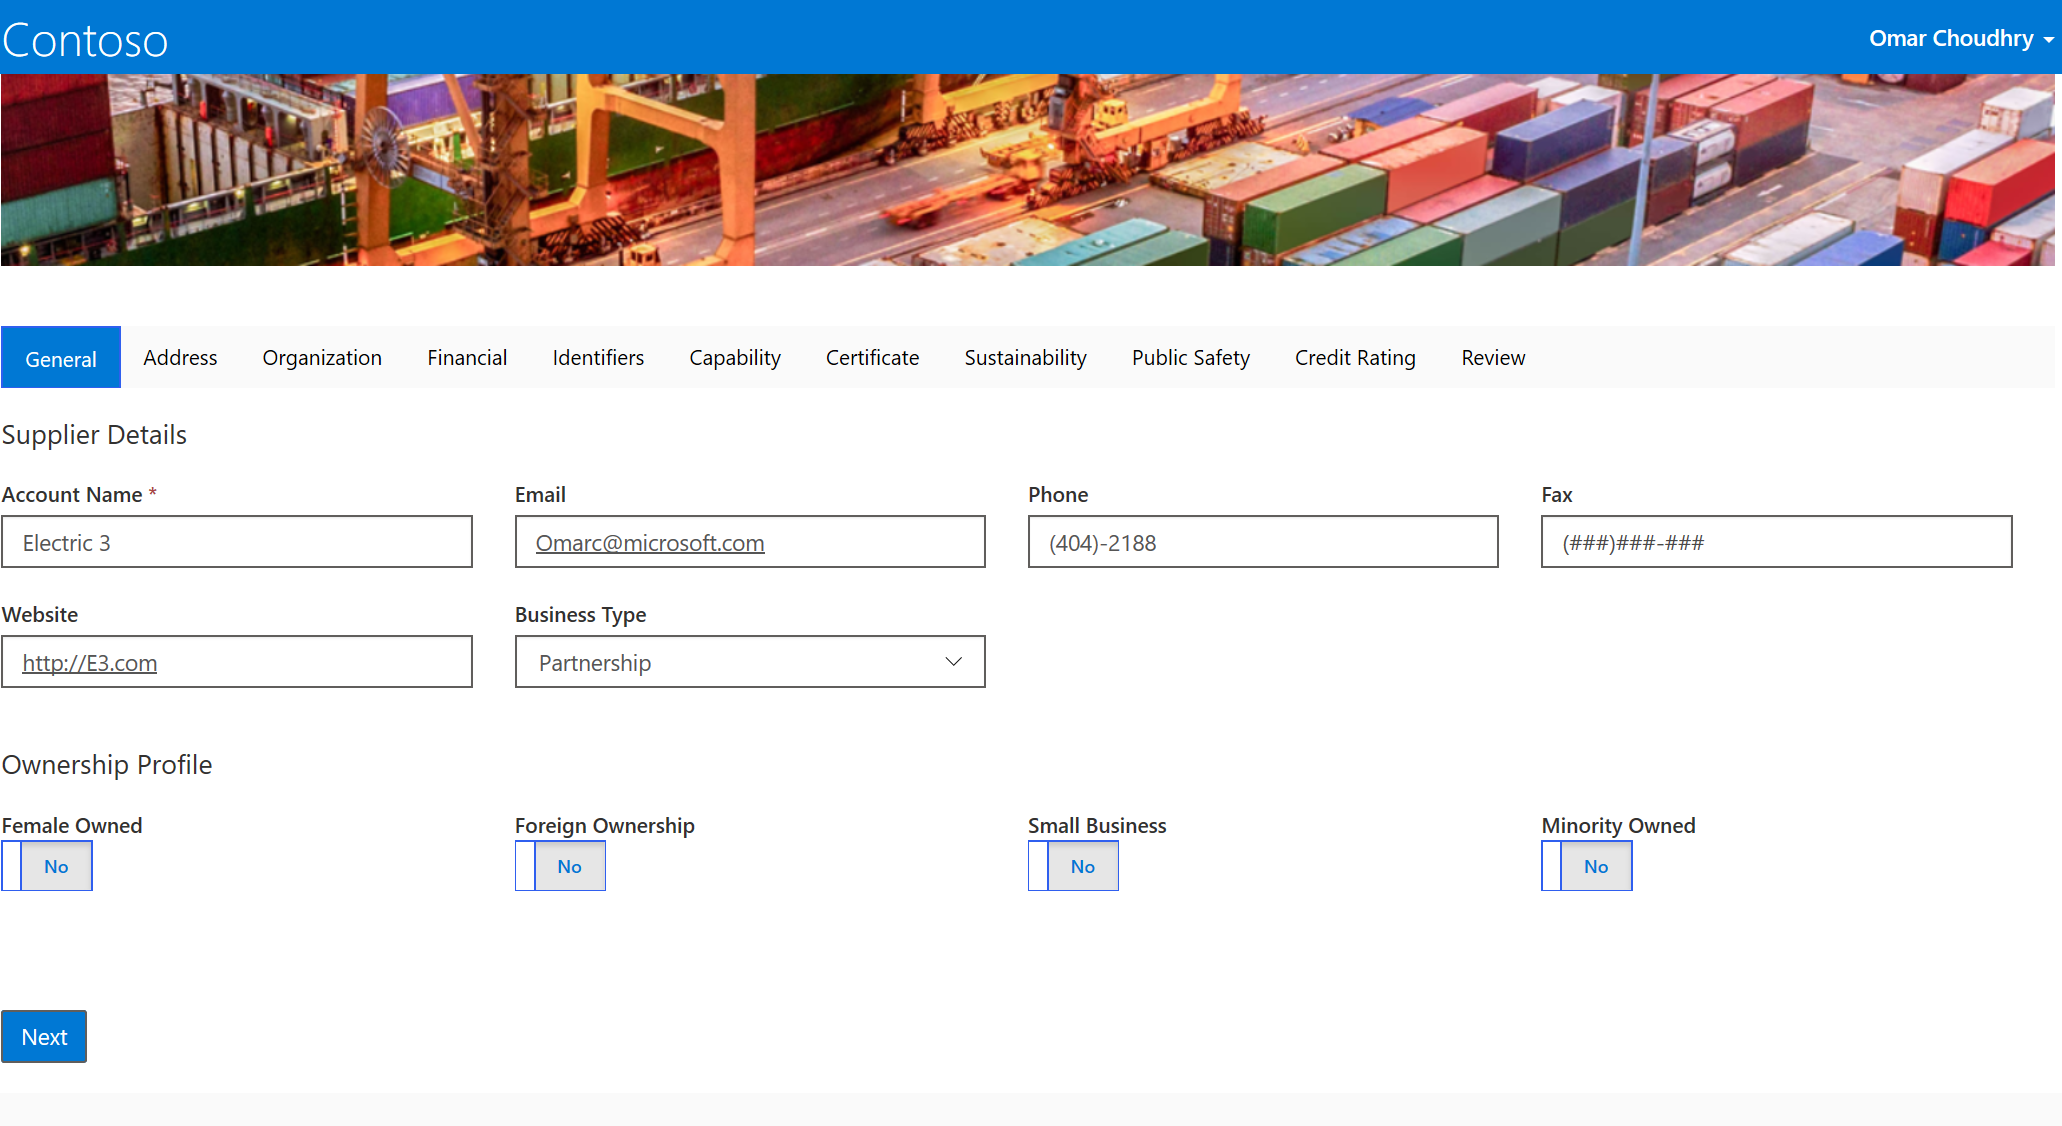 Contoso
Omar Choudhry
General Address Organization Financial Identifiers Capability Certificate Sustainability Public Safety Credit Rating Review
Supplier Details
Account Name * Email Phone Fax
Electric 3 Omarc@microsoft.com (404)-2188 (###)###-###
Website Business Type
http://E3.com Partnership
Ownership Profile
Female Owned Foreign Ownership Small Business Minority Owned
No No No No
Next